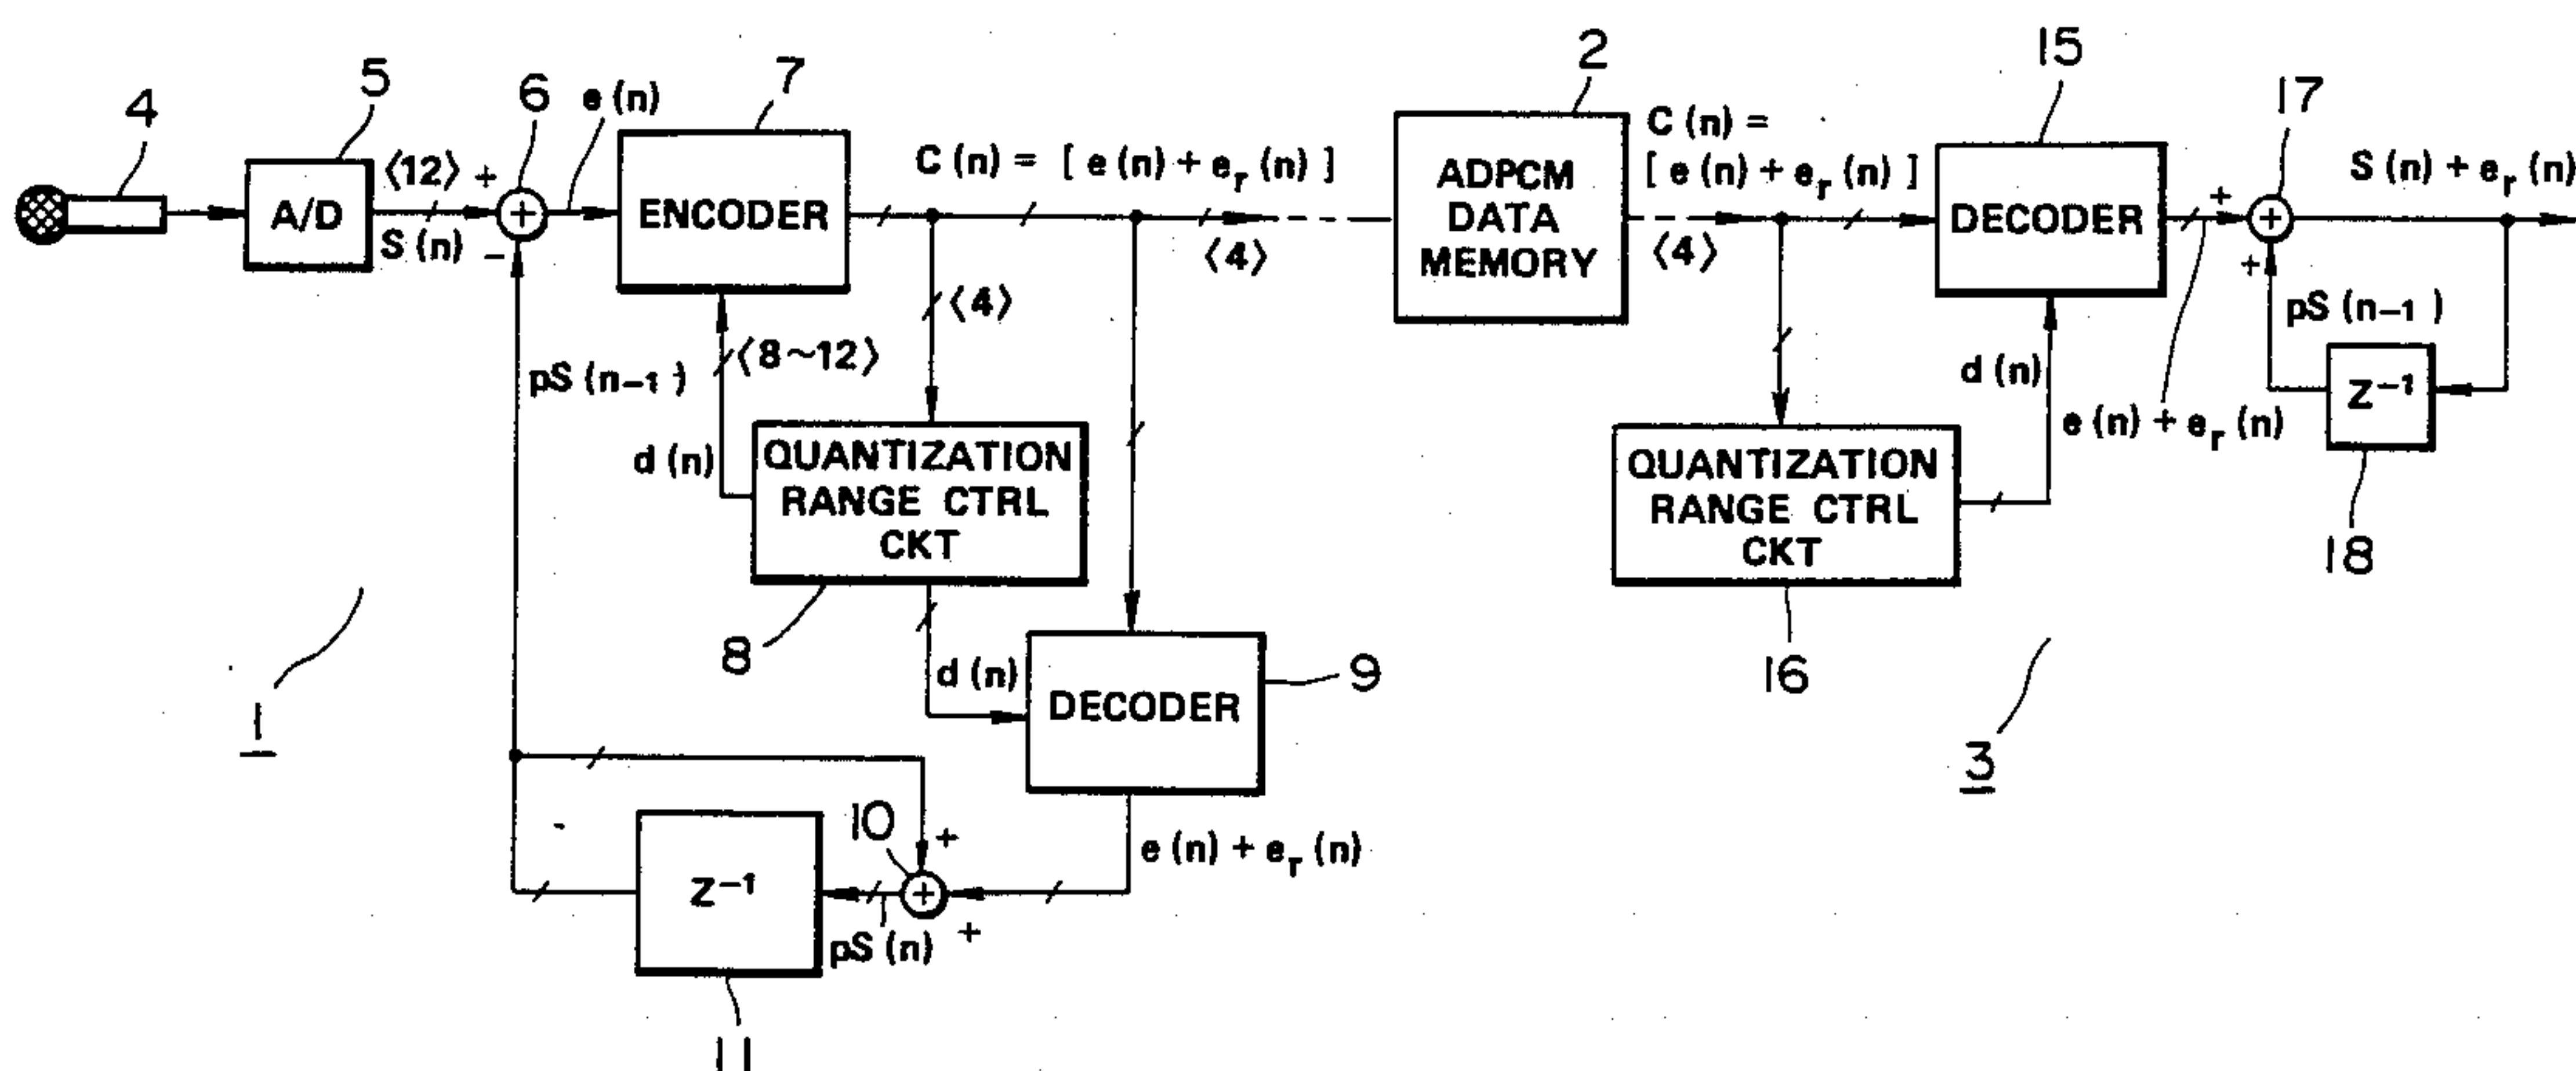 4
5
6
e (n)
7
2
15
17
⟨12⟩
+
A/D
S (n)
-
+
ENCODER
C (n) = [ e (n) + e_r (n) ]
⟨4⟩
ADPCM
DATA
MEMORY
C (n) =
[ e (n) + e_r (n) ]
⟨4⟩
DECODER
+
+
+
S (n) + e_r (n)
pS (n-1 )
⟨8~12⟩
⟨4⟩
pS (n-1 )
d (n)
QUANTIZATION
RANGE CTRL
CKT
d (n)
e (n) + e_r (n)
Z⁻¹
18
QUANTIZATION
RANGE CTRL
CKT
16
8
d (n)
DECODER
9
1
3
10
+
e (n) + e_r (n)
Z⁻¹
+
pS (n)
+
11